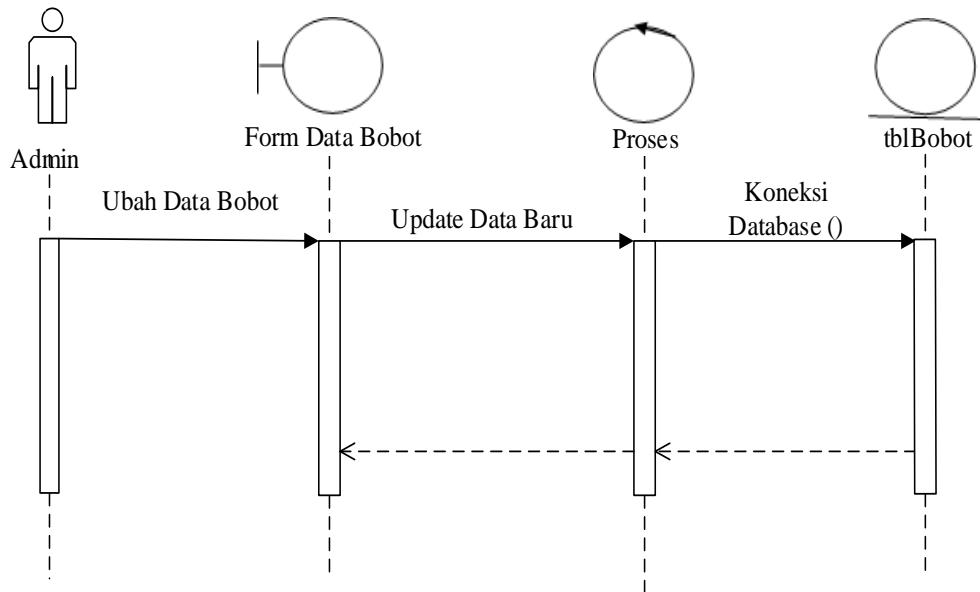 Admin
Form Data Bobot
Proses
tblBobot
Ubah Data Bobot
Update Data Baru
Koneksi
Database ()